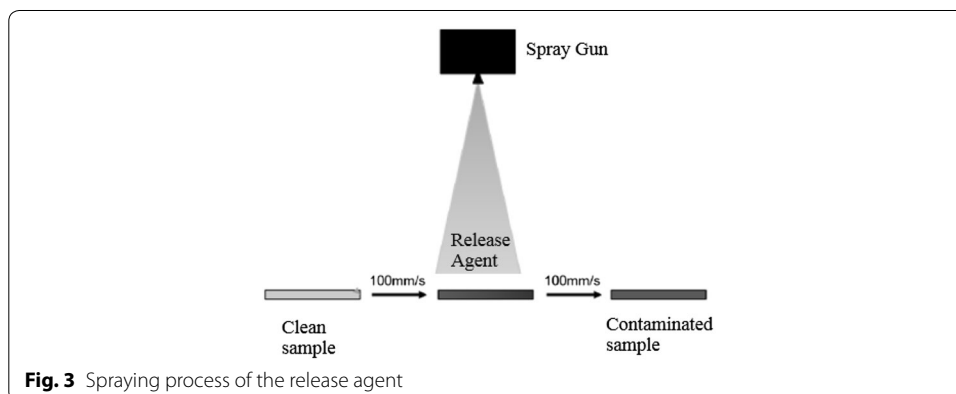 Spray Gun
Release
Agent
100mm/s
100mm/s
Clean
sample
Contaminated
sample
Fig. 3 Spraying process of the release agent